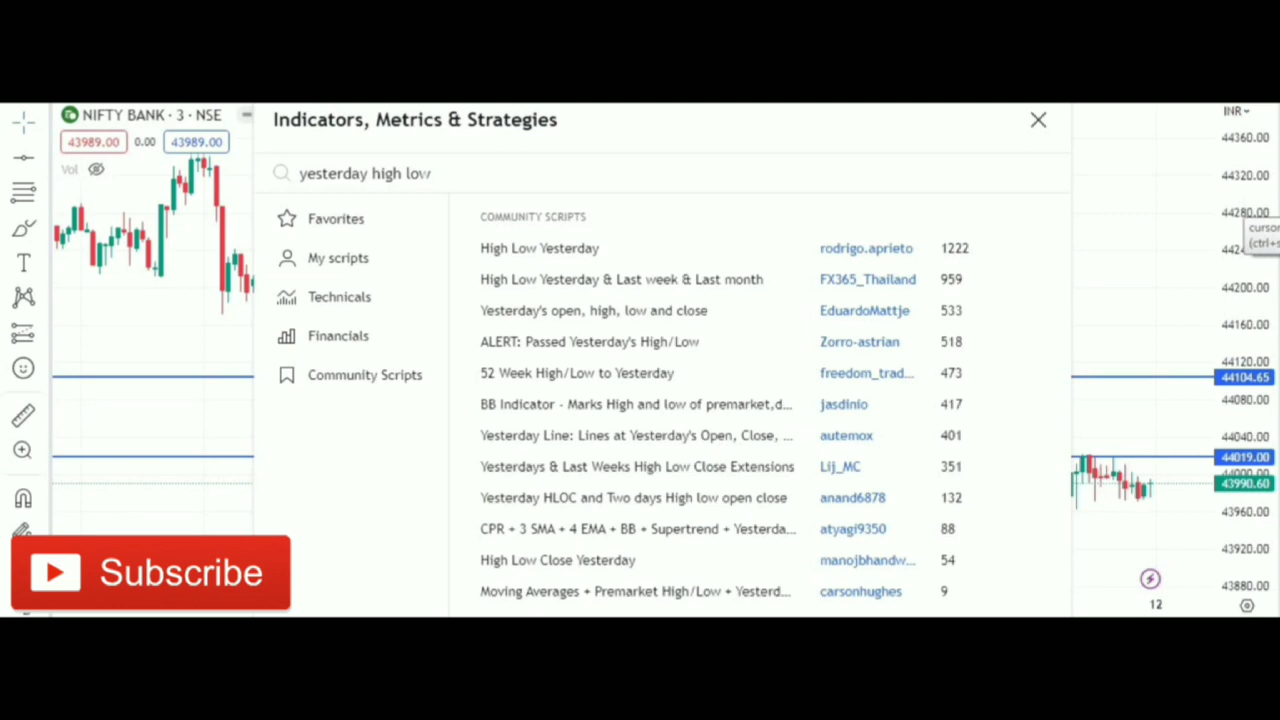 NIFTY BANK · 3 · NSE
43989.00 0.00 43989.00
Vol
Indicators, Metrics & Strategies
yesterday high low
Favorites
My scripts
Technicals
Financials
Community Scripts
COMMUNITY SCRIPTS
High Low Yesterday rodrigo.aprieto 1222
High Low Yesterday & Last week & Last month FX365_Thailand 959
Yesterday's open, high, low and close EduardoMattje 533
ALERT: Passed Yesterday's High/Low Zorro-astrian 518
52 Week High/Low to Yesterday freedom_trad... 473
BB Indicator - Marks High and low of premarket,d... jasdinio 417
Yesterday Line: Lines at Yesterday's Open, Close, ... automox 401
Yesterdays & Last Weeks High Low Close Extensions Lij_MC 351
Yesterday HLOC and Two days High low open close anand6878 132
CPR + 3 SMA + 4 EMA + BB + Supertrend + Yesterda... atyagi9350 88
High Low Close Yesterday manojbhandw... 54
Moving Averages + Premarket High/Low + Yesterd... carsonhughes 9
INR
44360.00
44320.00
44280.00
cursor
(ctrl+s
4424
44200.00
44160.00
44120.00
44104.65
44080.00
44040.00
44019.00
44000.00
43990.60
43960.00
43920.00
43880.00
12
Subscribe